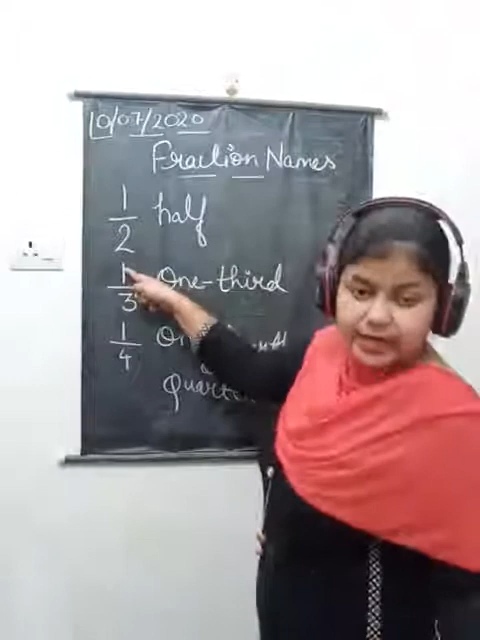 10/07/2020
Fraction Names
1/2 half
1/3 One-third
1/4